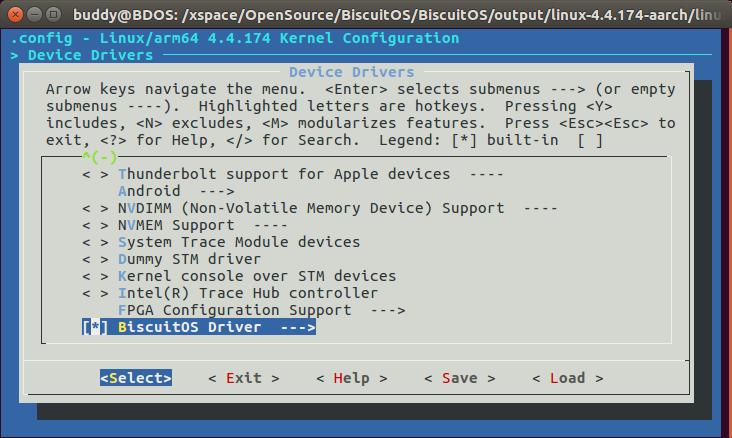 buddy@BDOS: /xspace/OpenSource/BiscuitOS/BiscuitOS/output/linux-4.4.174-aarch/linu
.config - Linux/arm64 4.4.174 Kernel Configuration
> Device Drivers
Device Drivers
Arrow keys navigate the menu.  <Enter> selects submenus ---> (or empty
submenus ----).  Highlighted letters are hotkeys.  Pressing <Y>
includes, <N> excludes, <M> modularizes features.  Press <Esc><Esc> to
exit, <?> for Help, </> for Search.  Legend: [*] built-in  [ ]
^(-)
< > Thunderbolt support for Apple devices  ----
Android  --->
< > NVDIMM (Non-Volatile Memory Device) Support  ----
< > NVMEM Support  ----
< > System Trace Module devices
< > Dummy STM driver
< > Kernel console over STM devices
< > Intel(R) Trace Hub controller
FPGA Configuration Support  --->
[*] BiscuitOS Driver  --->
<Select>    < Exit >    < Help >    < Save >    < Load >